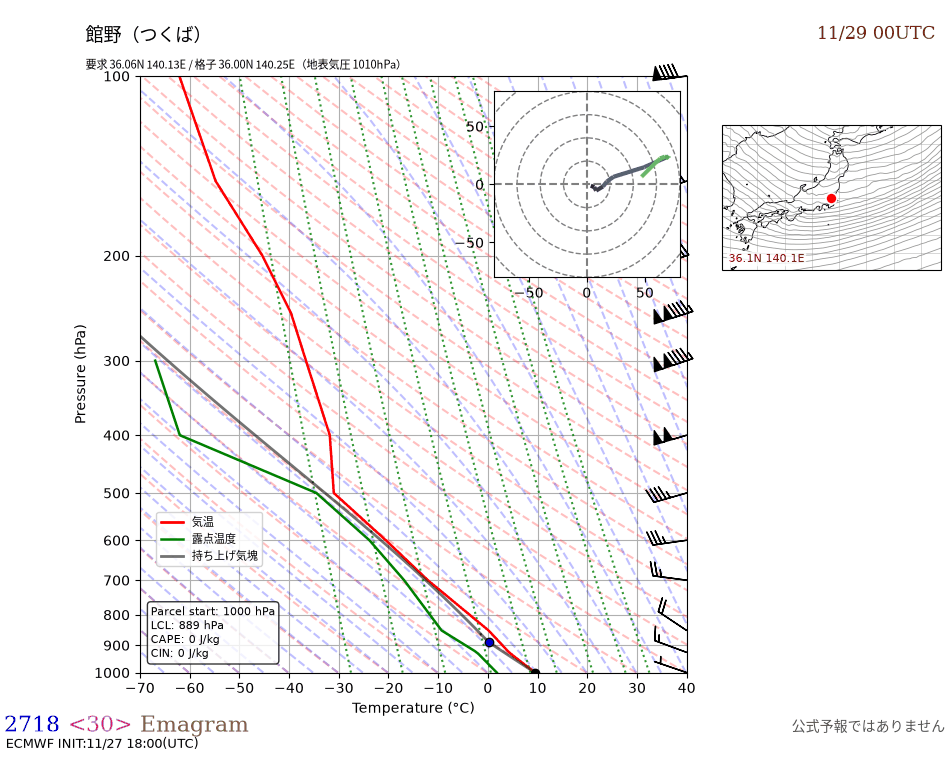 館野（つくば）
11/29 00UTC
要求 36.06N 140.13E / 格子 36.00N 140.25E（地表気圧 1010hPa）
100
200
300
400
500
600
700
800
900
1000
Pressure (hPa)
50
0
−50
−50 0 50
36.1N 140.1E
気温
露点温度
持ち上げ気塊
Parcel start: 1000 hPa
LCL: 889 hPa
CAPE: 0 J/kg
CIN: 0 J/kg
−70 −60 −50 −40 −30 −20 −10 0 10 20 30 40
Temperature (°C)
2718 <30> Emagram
公式予報ではありません
ECMWF INIT:11/27 18:00(UTC)